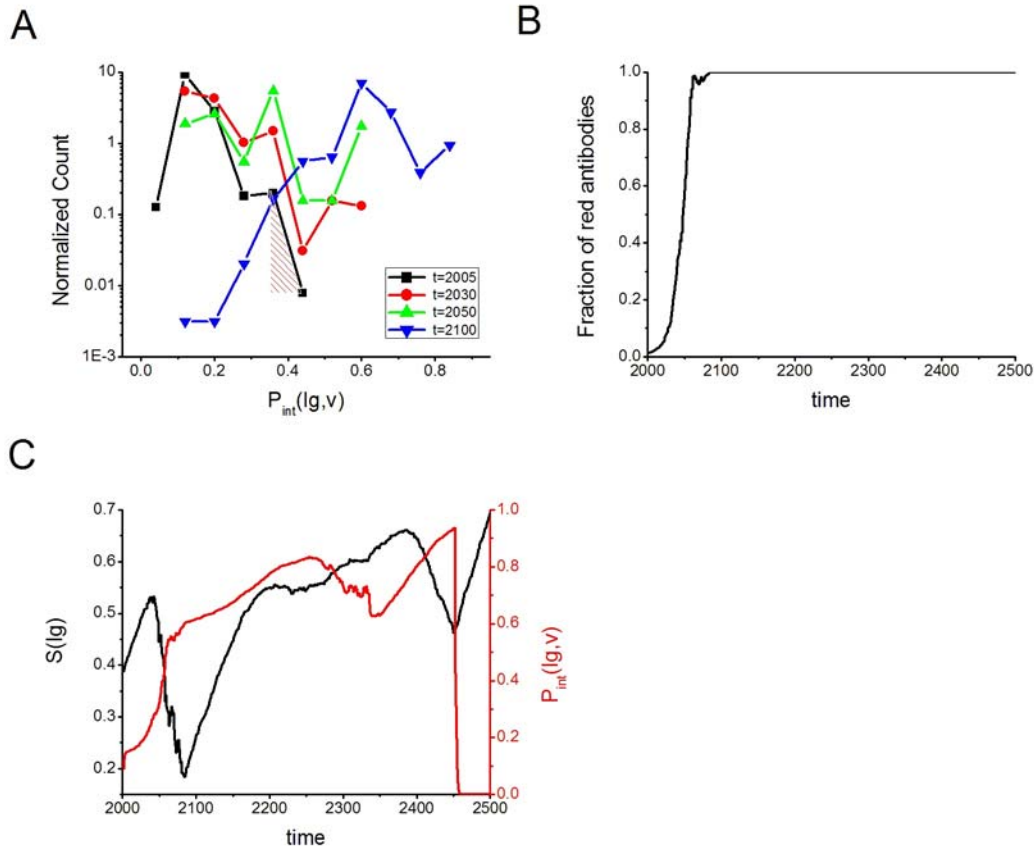 A
Normalized Count
10
1
0.1
0.01
1E-3
0.0 0.2 0.4 0.6 0.8
P_int(Ig,v)
t=2005
t=2030
t=2050
t=2100
B
Fraction of red antibodies
1.0
0.8
0.6
0.4
0.2
0.0
2000 2100 2200 2300 2400 2500
time
C
S(Ig)
0.7
0.6
0.5
0.4
0.3
0.2
1.0
0.8
0.6
0.4
0.2
0.0
P_int(Ig,v)
2000 2100 2200 2300 2400 2500
time